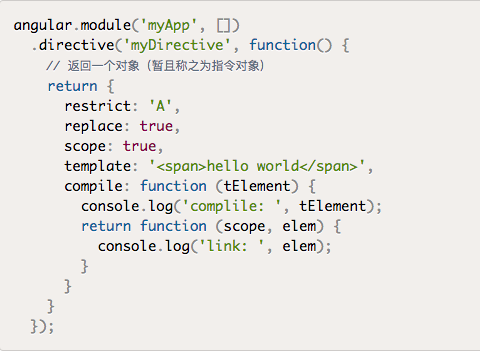 angular.module('myApp', [])
.directive('myDirective', function() {
// 返回一个对象（暂且称之为指令对象）
return {
restrict: 'A',
replace: true,
scope: true,
template: '<span>hello world</span>',
compile: function (tElement) {
console.log('complile: ', tElement);
return function (scope, elem) {
console.log('link: ', elem);
}
}
}
});